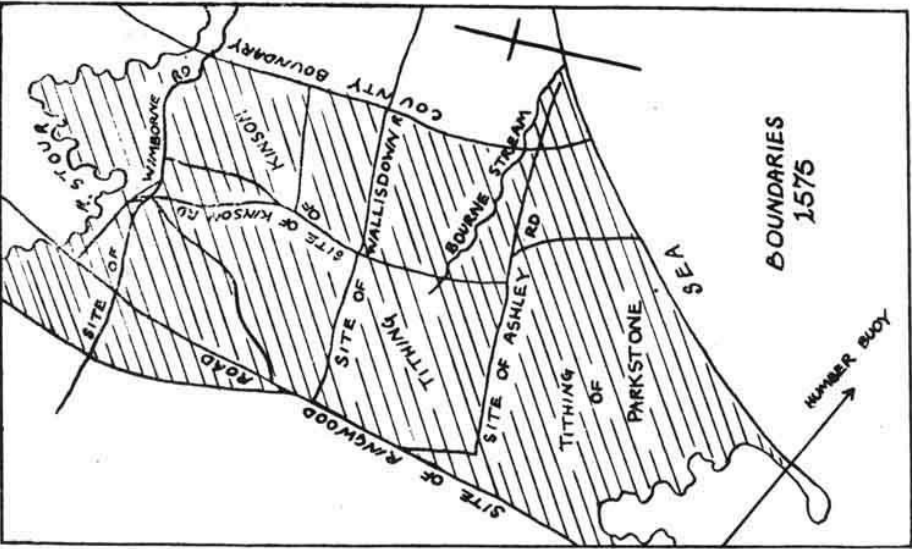 BOUNDARIES
1575
COUNTY BOUNDARY
R. STOUR
SITE OF WIMBORNE RD
TITHING OF KINSON
SITE OF KINSON RD
SITE OF WALLISDOWN R
BOURNE STREAM
SITE OF ASHLEY RD
SEA
SITE OF RINGWOOD ROAD
TITHING
OF
PARKSTONE
HUMBER BUOY